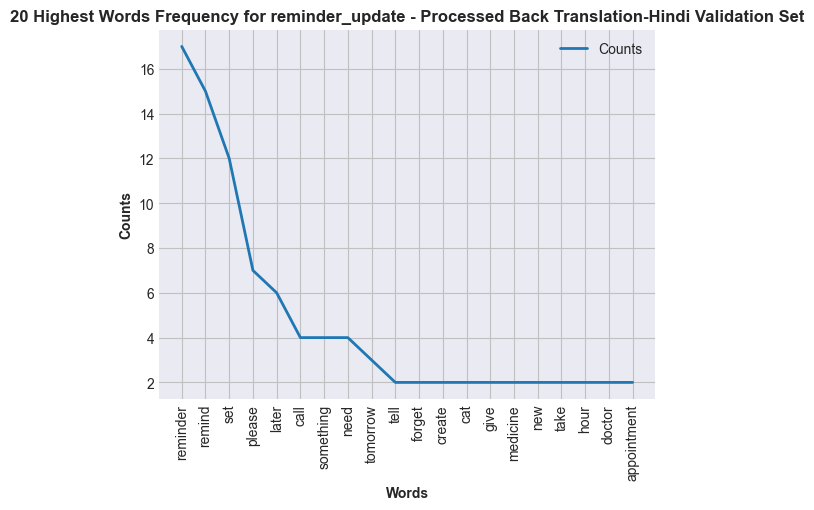 20 Highest Words Frequency for reminder_update - Processed Back Translation-Hindi Validation Set
Counts
16
14
12
10
8
6
4
2
Counts
reminder
remind
set
please
later
call
something
need
tomorrow
tell
forget
create
cat
give
medicine
new
take
hour
doctor
appointment
Words